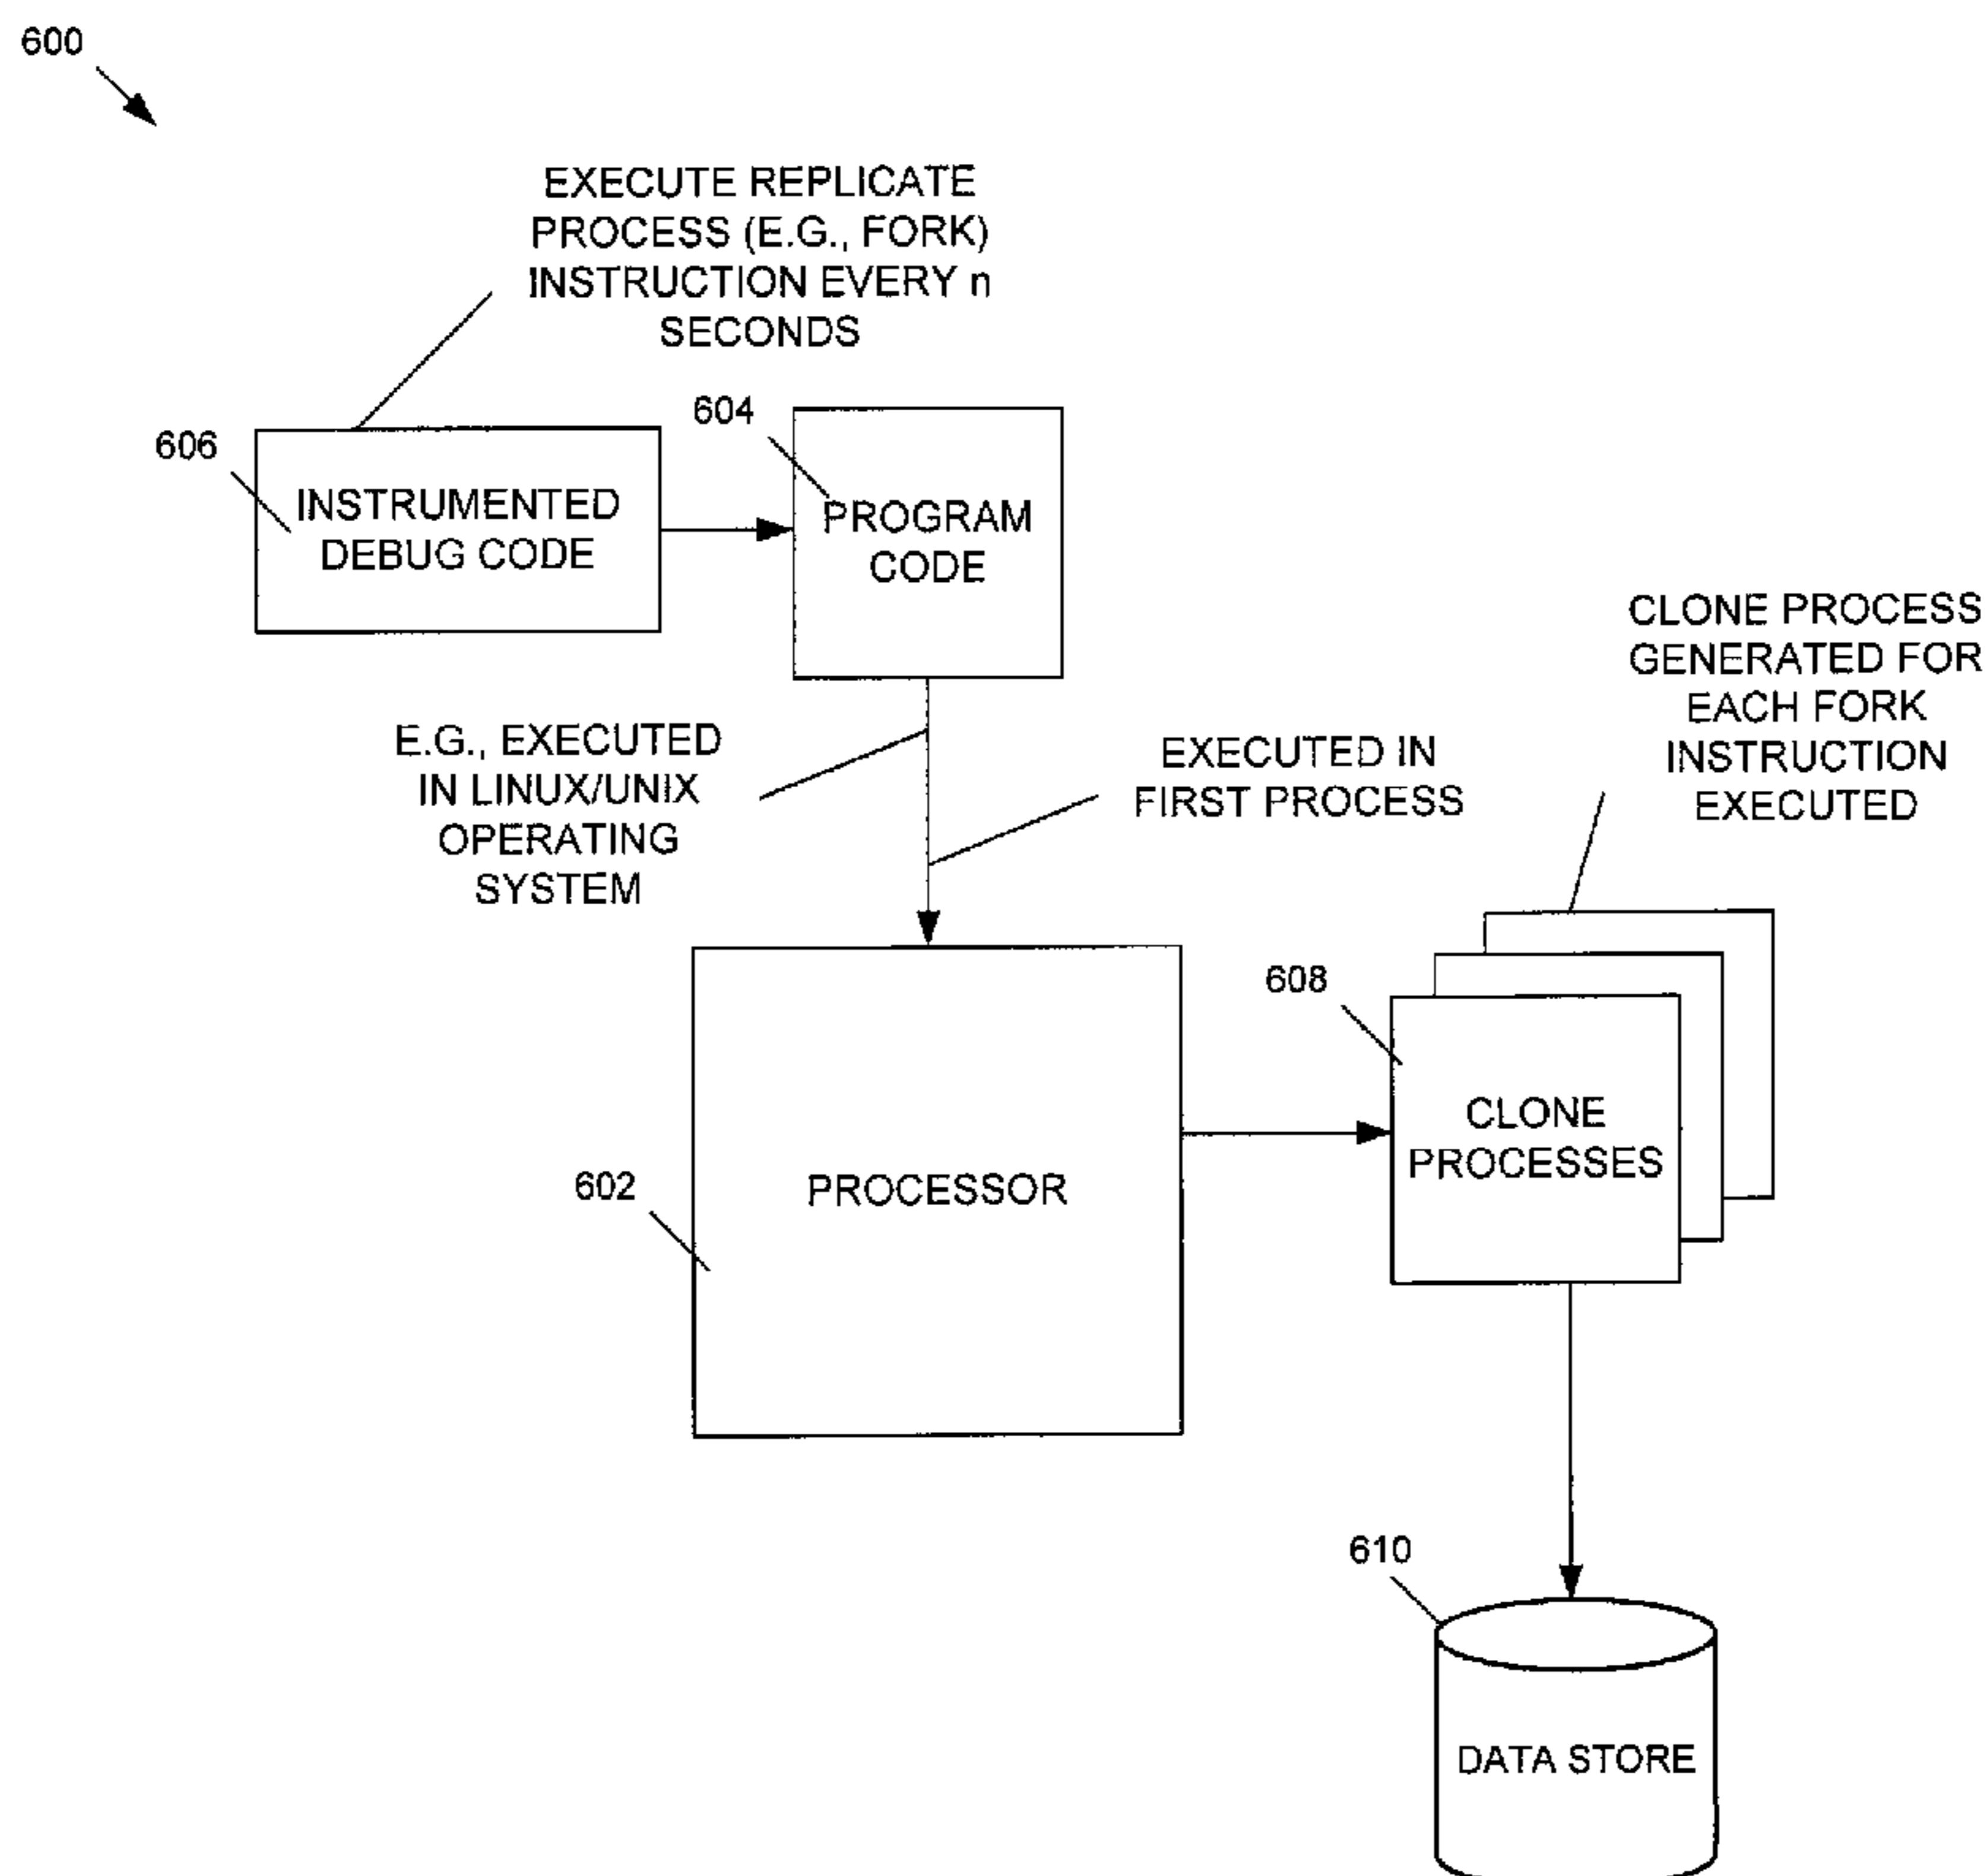 600
EXECUTE REPLICATE
PROCESS (E.G., FORK)
INSTRUCTION EVERY n
SECONDS
606
INSTRUMENTED
DEBUG CODE
604
PROGRAM
CODE
E.G., EXECUTED
IN LINUX/UNIX
OPERATING
SYSTEM
EXECUTED IN
FIRST PROCESS
CLONE PROCESS
GENERATED FOR
EACH FORK
INSTRUCTION
EXECUTED
602
PROCESSOR
608
CLONE
PROCESSES
610
DATA STORE